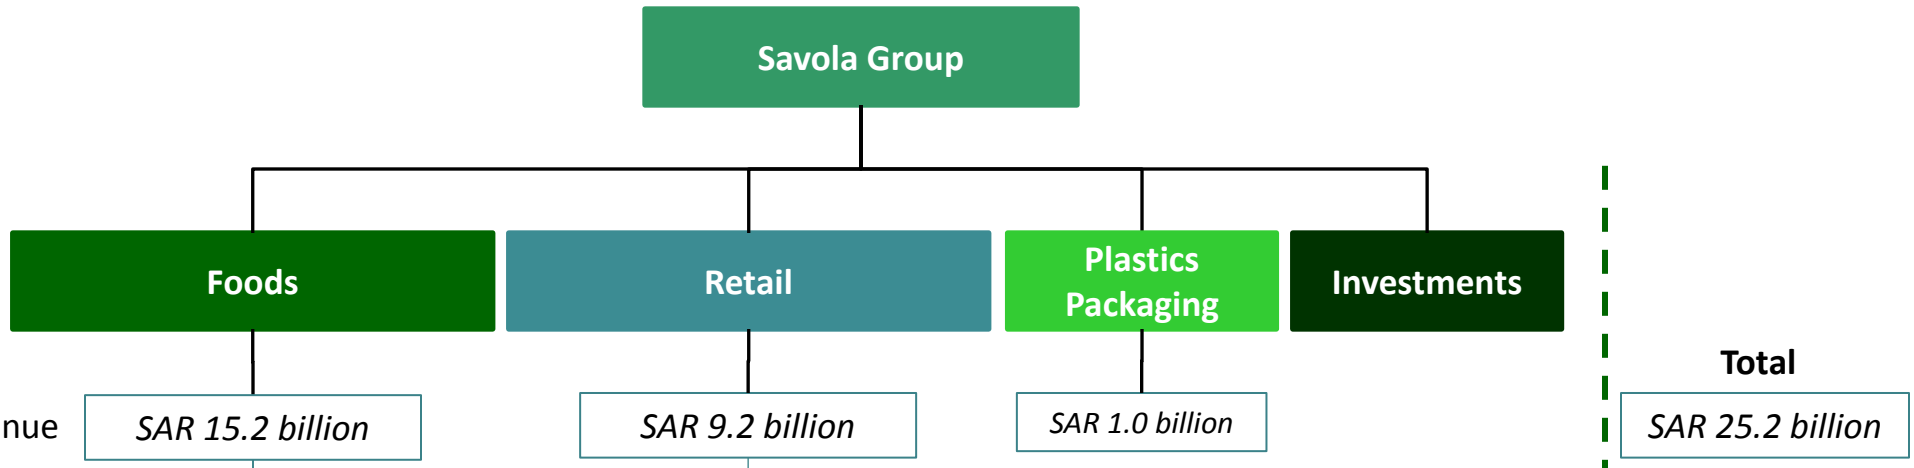 Savola Group
Foods
Retail
Plastics
Packaging
Investments
Total
nue
SAR 15.2 billion
SAR 9.2 billion
SAR 1.0 billion
SAR 25.2 billion